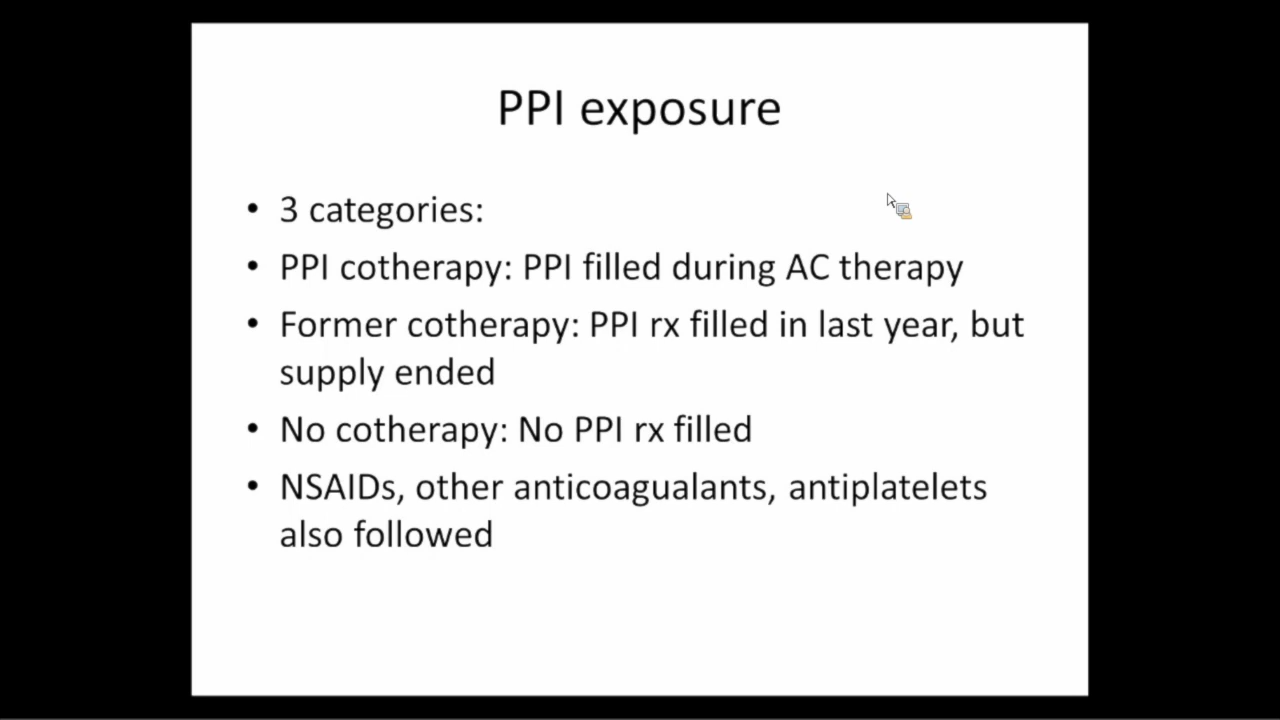 PPI exposure
• 3 categories:
• PPI cotherapy: PPI filled during AC therapy
• Former cotherapy: PPI rx filled in last year, but
supply ended
• No cotherapy: No PPI rx filled
• NSAIDs, other anticoagualants, antiplatelets
also followed